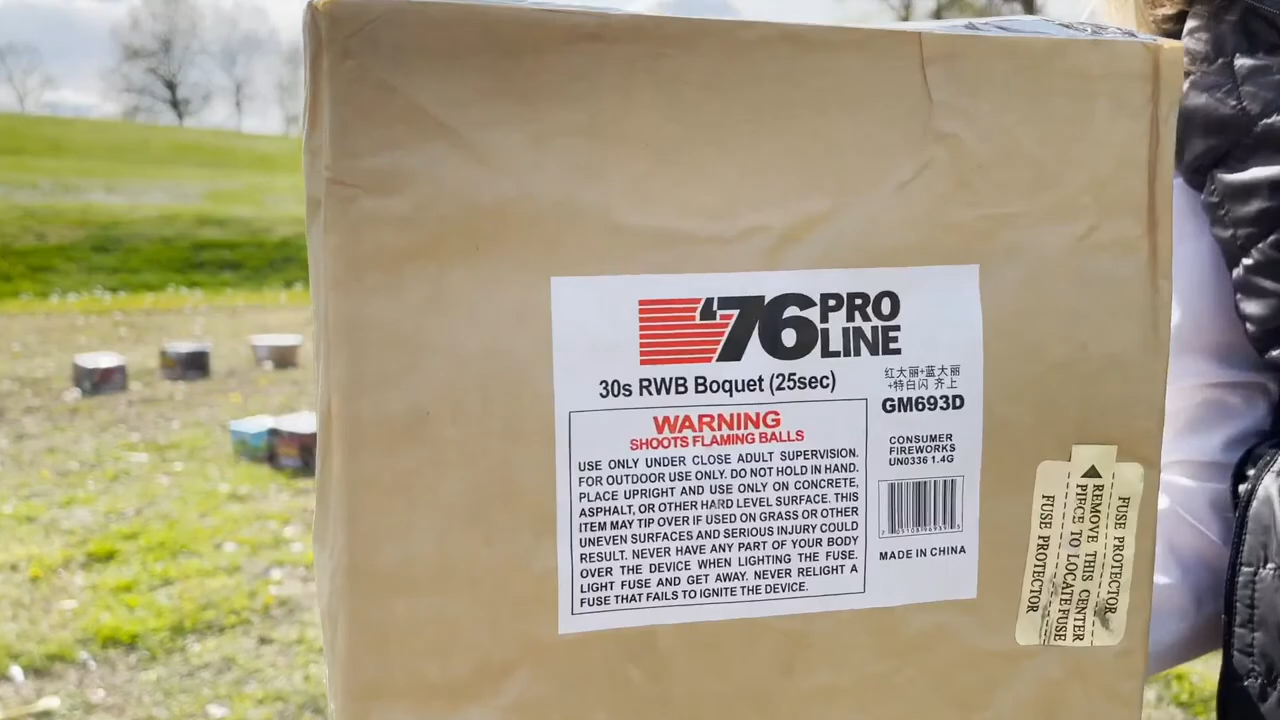 '76 PRO LINE
30s RWB Boquet (25sec)
WARNING
SHOOTS FLAMING BALLS
USE ONLY UNDER CLOSE ADULT SUPERVISION.
FOR OUTDOOR USE ONLY. DO NOT HOLD IN HAND.
PLACE UPRIGHT AND USE ONLY ON CONCRETE,
ASPHALT, OR OTHER HARD LEVEL SURFACE. THIS
ITEM MAY TIP OVER IF USED ON GRASS OR OTHER
UNEVEN SURFACES AND SERIOUS INJURY COULD
RESULT. NEVER HAVE ANY PART OF YOUR BODY
OVER THE DEVICE WHEN LIGHTING THE FUSE.
LIGHT FUSE AND GET AWAY. NEVER RELIGHT A
FUSE THAT FAILS TO IGNITE THE DEVICE.
红大丽+蓝大丽
+特白闪 齐上
GM693D
CONSUMER
FIREWORKS
UN0336 1.4G
MADE IN CHINA
FUSE PROTECTOR
REMOVE THIS CENTER
PIECE TO LOCATE FUSE
FUSE PROTECTOR